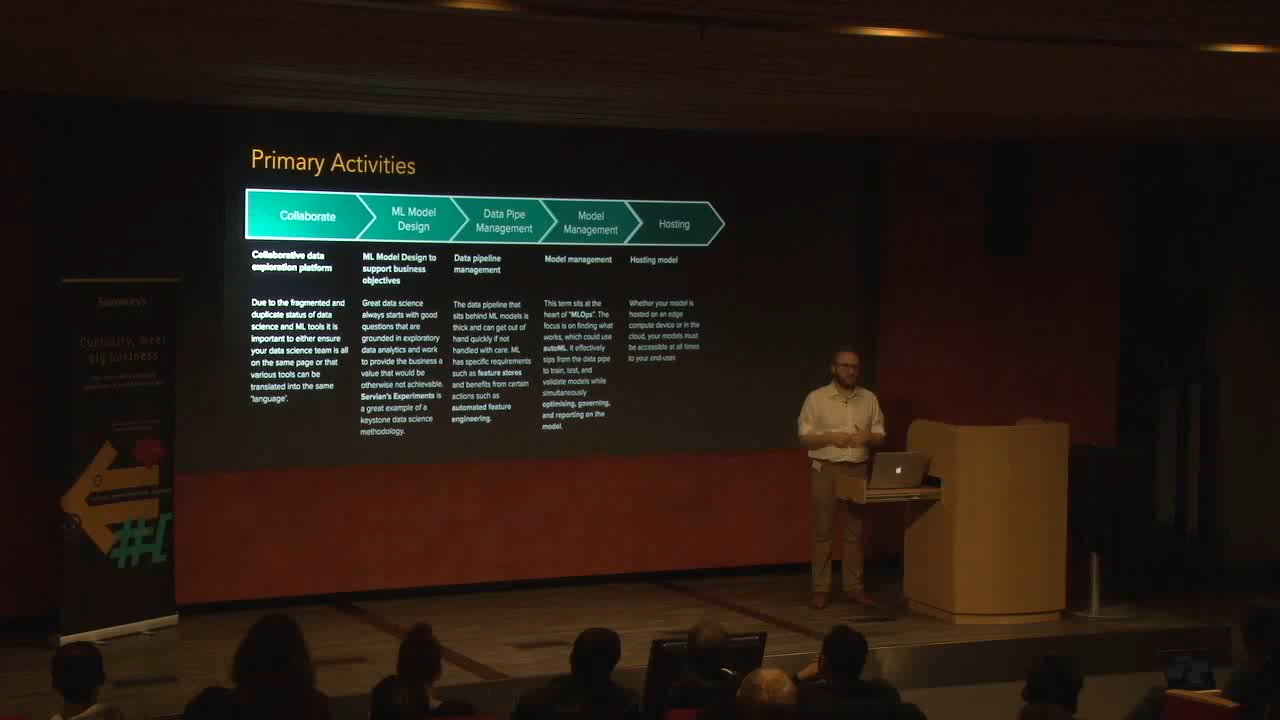 Primary Activities
Collaborate
ML Model
Design
Data Pipe
Management
Model
Management
Hosting
Collaborative data
exploration platform
Due to the fragmented and
duplicate status of data
science and ML tools it is
important to either ensure
your data science team is all
on the same page or that
various tools can be
translated into the same
'language'.
ML Model Design to
support business
objectives
Great data science
always starts with good
questions that are
grounded in exploratory
data analytics and work
to provide the business a
value that would be
otherwise not achievable.
Servian's Experiments is
a great example of a
keystone data science
methodology.
Data pipeline
management
The data pipeline that
sits behind ML models is
thick and can get out of
hand quickly if not
handled with care. ML
has specific requirements
such as feature stores
and benefits from certain
actions such as
automated feature
engineering.
Model management
This term sits at the
heart of "MLOps". The
focus is on finding what
works, which could use
autoML. It effectively
sips from the data pipe
to train, test, and
validate models while
simultaneously
optimising, governing,
and reporting on the
model.
Hosting model
Whether your model is
hosted on an edge
compute device or in the
cloud, your models must
be accessible at all times
to your end-user.
Sainsbury's
Curiosity, meet
Big business